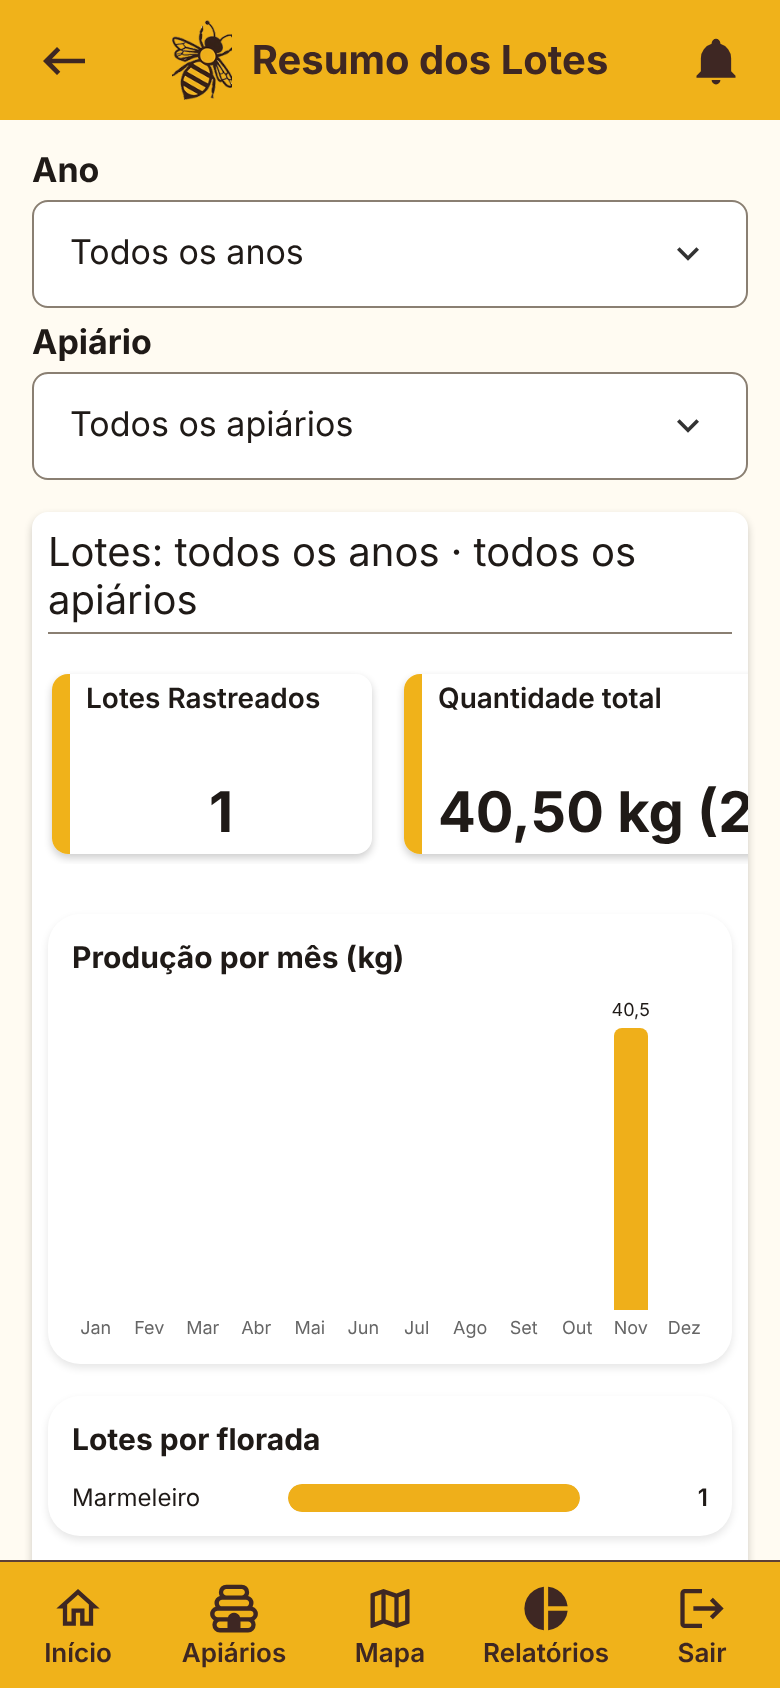 Resumo dos Lotes
Ano
Todos os anos
Apiário
Todos os apiários
Lotes: todos os anos · todos os
apiários
Lotes Rastreados
Quantidade total
1
40,50 kg (2
Produção por mês (kg)
40,5
Jan Fev Mar Abr Mai Jun Jul Ago Set Out Nov Dez
Lotes por florada
Marmeleiro 1
Início Apiários Mapa Relatórios Sair